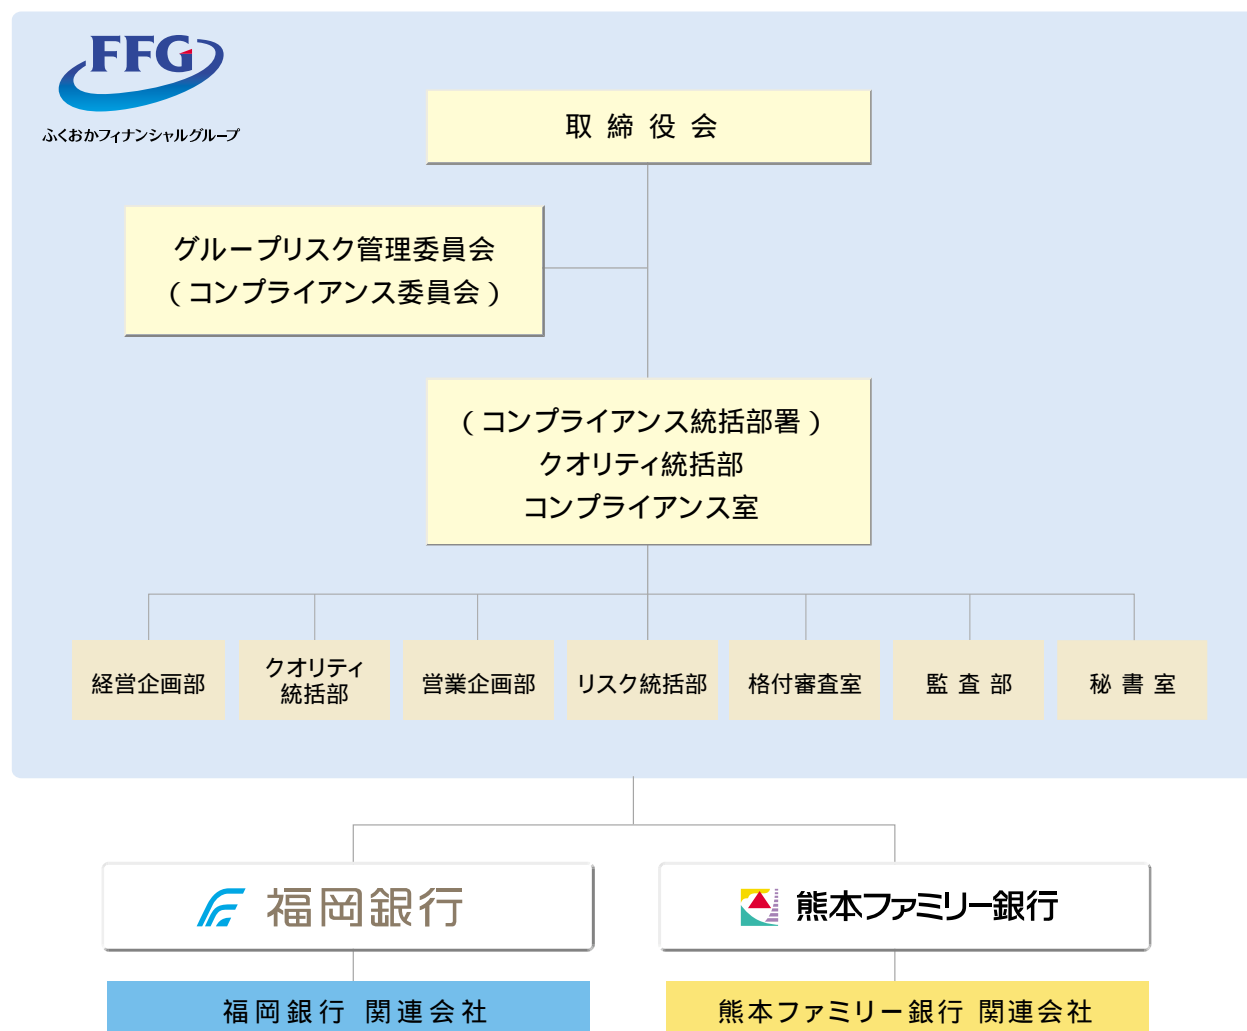 FFG
ふくおかフィナンシャルグループ
取締役会
グループリスク管理委員会
(コンプライアンス委員会)
(コンプライアンス統括部署)
クオリティ統括部
コンプライアンス室
経営企画部
クオリティ
統括部
営業企画部
リスク統括部
格付審査室
監査部
秘書室
福岡銀行
熊本ファミリー銀行
福岡銀行 関連会社
熊本ファミリー銀行 関連会社